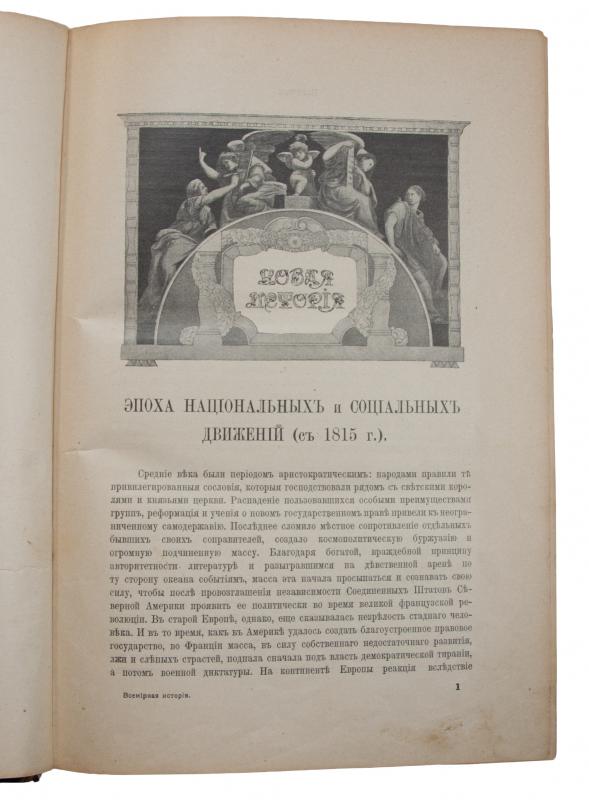 НОВАЯ
ИСТОРІЯ
ЭПОХА НАЦІОНАЛЬНЫХЪ и СОЦІАЛЬНЫХЪ
ДВИЖЕНІЙ (съ 1815 г.).
Средніе вѣка были періодомъ аристократическимъ: народами правили тѣ
привилегированныя сословія, которыя господствовали рядомъ съ свѣтскими коро-
лями и князьями церкви. Распаденіе пользовавшихся особыми преимуществами
группъ, реформація и ученія о новомъ государственномъ правѣ привели къ неогра-
ниченному самодержавію. Послѣднее сломило мѣстное сопротивленіе отдѣльныхъ
бывшихъ своихъ соправителей, создало космополитическую буржуазію и
огромную подчиненную массу. Благодаря богатой, враждебной принципу
авторитетности литературѣ и разыгравшимся на дѣвственной аренѣ по
ту сторону океана событіямъ, масса эта начала просыпаться и сознавать свою
силу, чтобы послѣ провозглашенія независимости Соединенныхъ Штатовъ Сѣ-
верной Америки проявить ее политически во время великой французской ре-
волюціи. Въ старой Европѣ, однако, еще сказывалась незрѣлость стаднаго чело-
вѣка. И въ то время, какъ въ Америкѣ удалось создать благоустроенное правовое
государство, во Франціи масса, въ силу собственнаго недостаточнаго развитія,
лжи и слѣпыхъ страстей, подпала сначала подъ власть демократической тираніи,
а потомъ военной диктатуры. На континентѣ Европы реакція вслѣдствіе
Всемірная исторія.
1